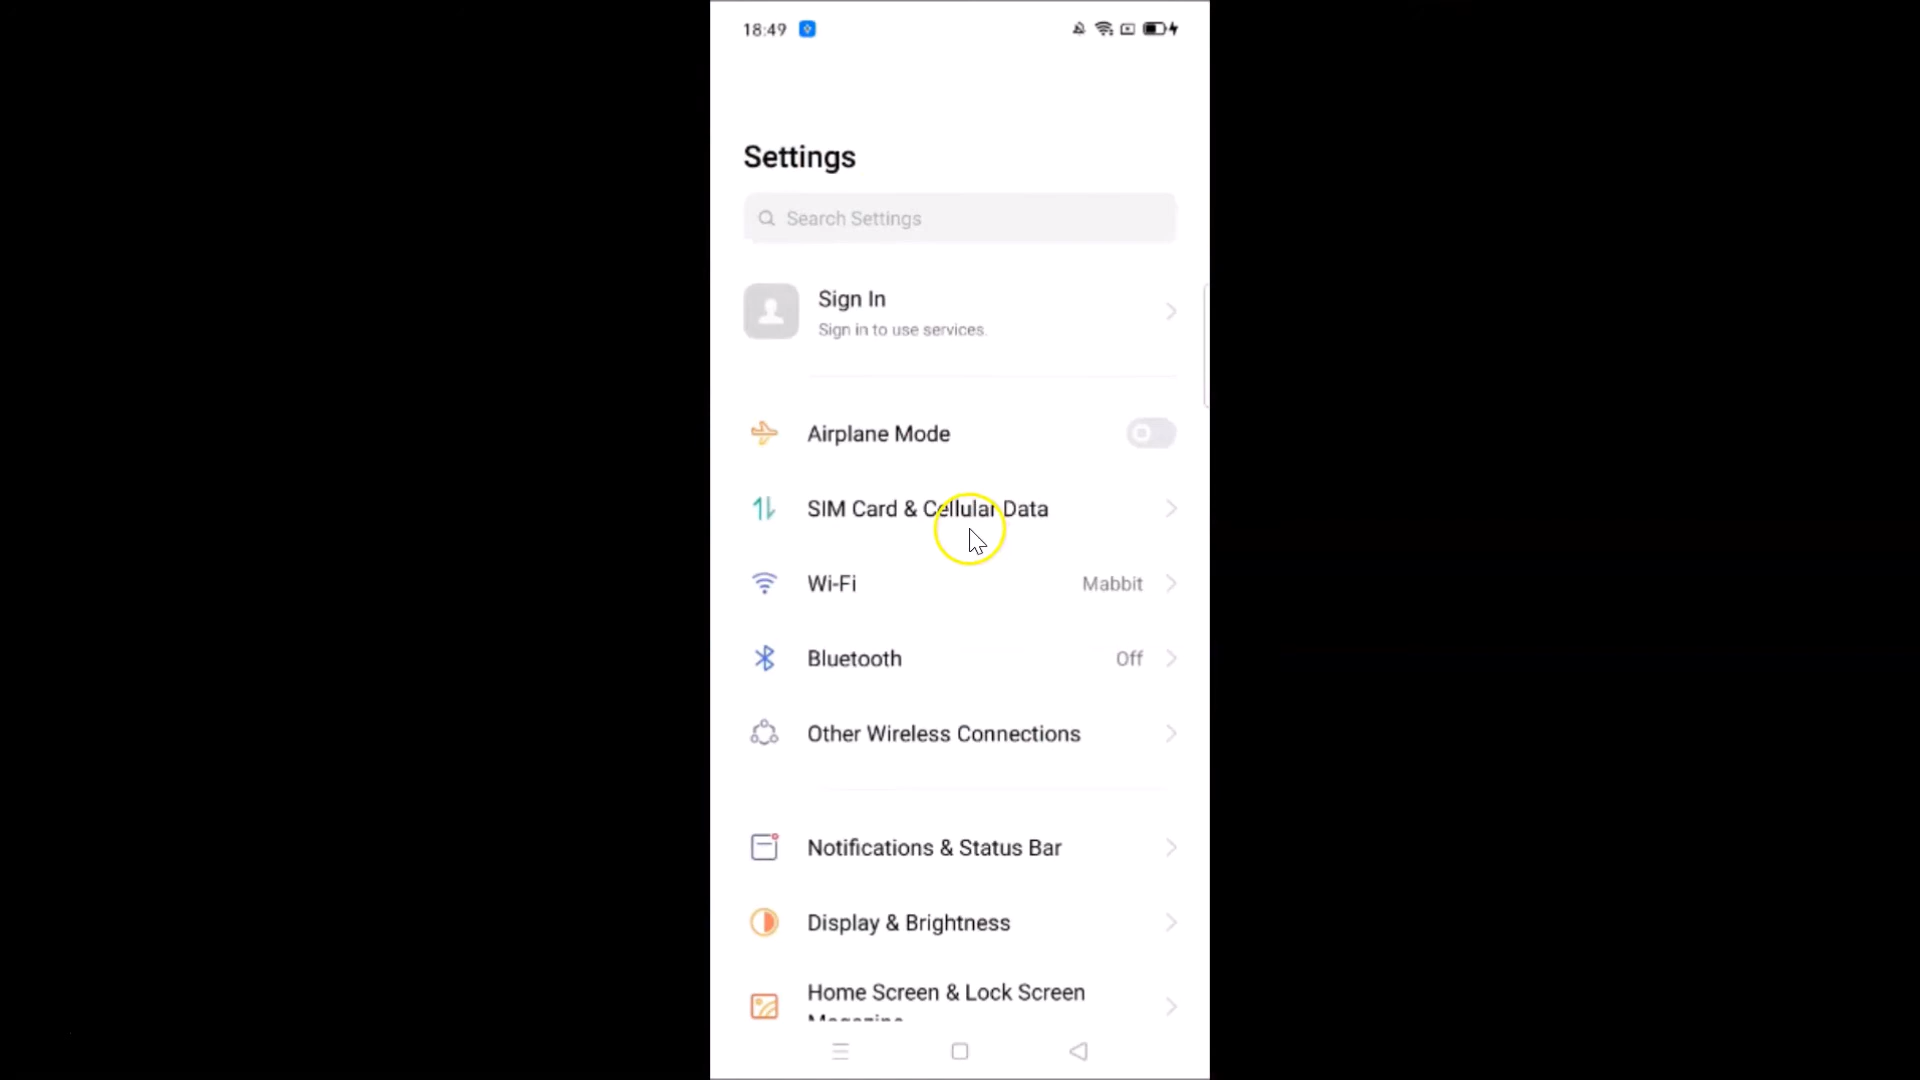 18:49
Settings
Search Settings
Sign In
Sign in to use services.
Airplane Mode
SIM Card & Cellular Data
Wi-Fi Mabbit
Bluetooth Off
Other Wireless Connections
Notifications & Status Bar
Display & Brightness
Home Screen & Lock Screen
Magazine